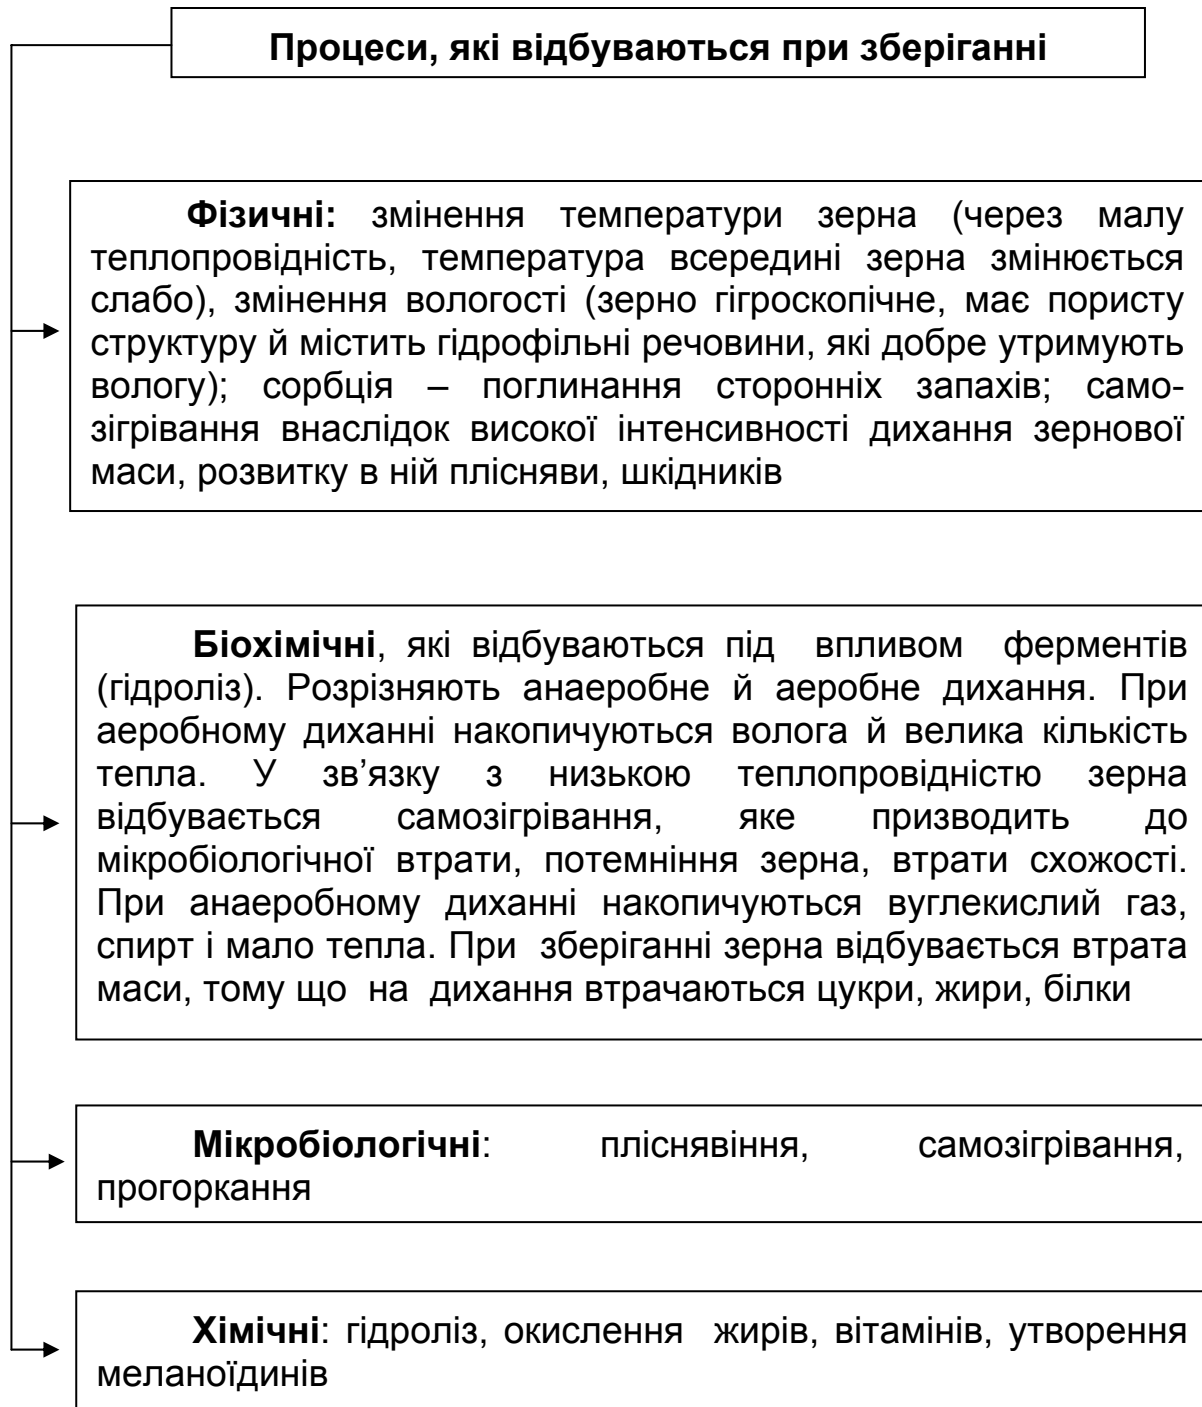 Процеси, які відбуваються при зберіганні
Фізичні: змінення температури зерна (через малу
теплопровідність, температура всередині зерна змінюється
слабо), змінення вологості (зерно гігроскопічне, має пористу
структуру й містить гідрофільні речовини, які добре утримують
вологу); сорбція – поглинання сторонніх запахів; само-
зігрівання внаслідок високої інтенсивності дихання зернової
маси, розвитку в ній плісняви, шкідників
Біохімічні, які відбуваються під впливом ферментів
(гідроліз). Розрізняють анаеробне й аеробне дихання. При
аеробному диханні накопичуються волога й велика кількість
тепла. У зв’язку з низькою теплопровідністю зерна
відбувається самозігрівання, яке призводить до
мікробіологічної втрати, потемніння зерна, втрати схожості.
При анаеробному диханні накопичуються вуглекислий газ,
спирт і мало тепла. При зберіганні зерна відбувається втрата
маси, тому що на дихання втрачаються цукри, жири, білки
Мікробіологічні: пліснявіння, самозігрівання,
прогоркання
Хімічні: гідроліз, окислення жирів, вітамінів, утворення
меланоїдинів